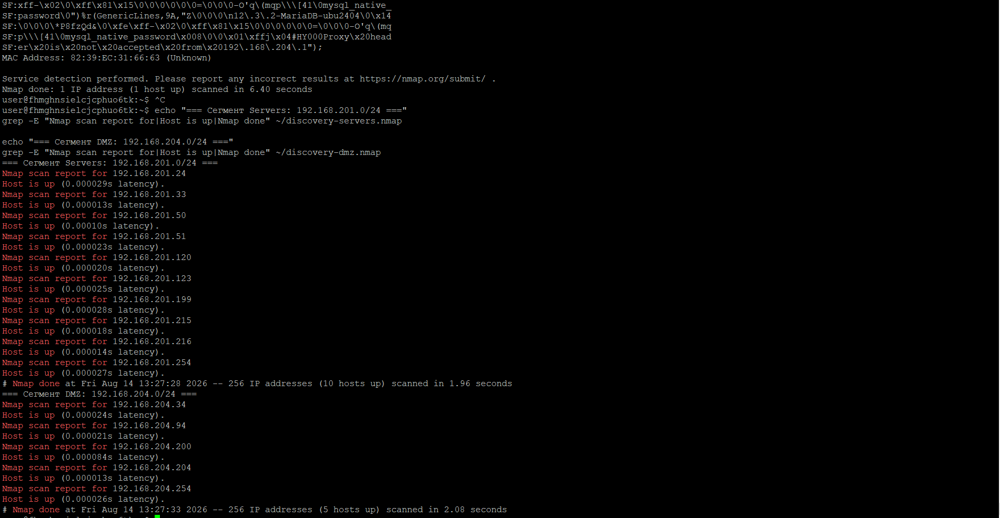 SF:xff-\x02\0\xff\x81\x15\0\0\0\0\0\0=\0\0\0-O'q\(mqp\\\[41\0mysql_native_
SF:password\0")%r(GenericLines,9A,"Z\0\0\0\n12\.3\.2-MariaDB-ubu2404\0\x14
SF:\0\0\0\*P8fzQd&\0\xfe\xff-\x02\0\xff\x81\x15\0\0\0\0\0\0=\0\0\0-O'q\(mq
SF:p\\\[41\0mysql_native_password\x008\0\0\x01\xffj\x04#HY000Proxy\x20head
SF:er\x20is\x20not\x20accepted\x20from\x20192\.168\.204\.1");
MAC Address: 82:39:EC:31:66:63 (Unknown)
Service detection performed. Please report any incorrect results at https://nmap.org/submit/ .
Nmap done: 1 IP address (1 host up) scanned in 6.40 seconds
user@fhmghnsielcjcphuo6tk:~$ ^C
user@fhmghnsielcjcphuo6tk:~$ echo "=== Сегмент Servers: 192.168.201.0/24 ==="
grep -E "Nmap scan report for|Host is up|Nmap done" ~/discovery-servers.nmap
echo "=== Сегмент DMZ: 192.168.204.0/24 ==="
grep -E "Nmap scan report for|Host is up|Nmap done" ~/discovery-dmz.nmap
=== Сегмент Servers: 192.168.201.0/24 ===
Nmap scan report for 192.168.201.24
Host is up (0.000029s latency).
Nmap scan report for 192.168.201.33
Host is up (0.000013s latency).
Nmap scan report for 192.168.201.50
Host is up (0.00010s latency).
Nmap scan report for 192.168.201.51
Host is up (0.000023s latency).
Nmap scan report for 192.168.201.120
Host is up (0.000020s latency).
Nmap scan report for 192.168.201.123
Host is up (0.000025s latency).
Nmap scan report for 192.168.201.199
Host is up (0.000028s latency).
Nmap scan report for 192.168.201.215
Host is up (0.000018s latency).
Nmap scan report for 192.168.201.216
Host is up (0.000014s latency).
Nmap scan report for 192.168.201.254
Host is up (0.000027s latency).
# Nmap done at Fri Aug 14 13:27:28 2026 -- 256 IP addresses (10 hosts up) scanned in 1.96 seconds
=== Сегмент DMZ: 192.168.204.0/24 ===
Nmap scan report for 192.168.204.34
Host is up (0.000024s latency).
Nmap scan report for 192.168.204.94
Host is up (0.000021s latency).
Nmap scan report for 192.168.204.200
Host is up (0.000084s latency).
Nmap scan report for 192.168.204.204
Host is up (0.000013s latency).
Nmap scan report for 192.168.204.254
Host is up (0.000026s latency).
# Nmap done at Fri Aug 14 13:27:33 2026 -- 256 IP addresses (5 hosts up) scanned in 2.08 seconds